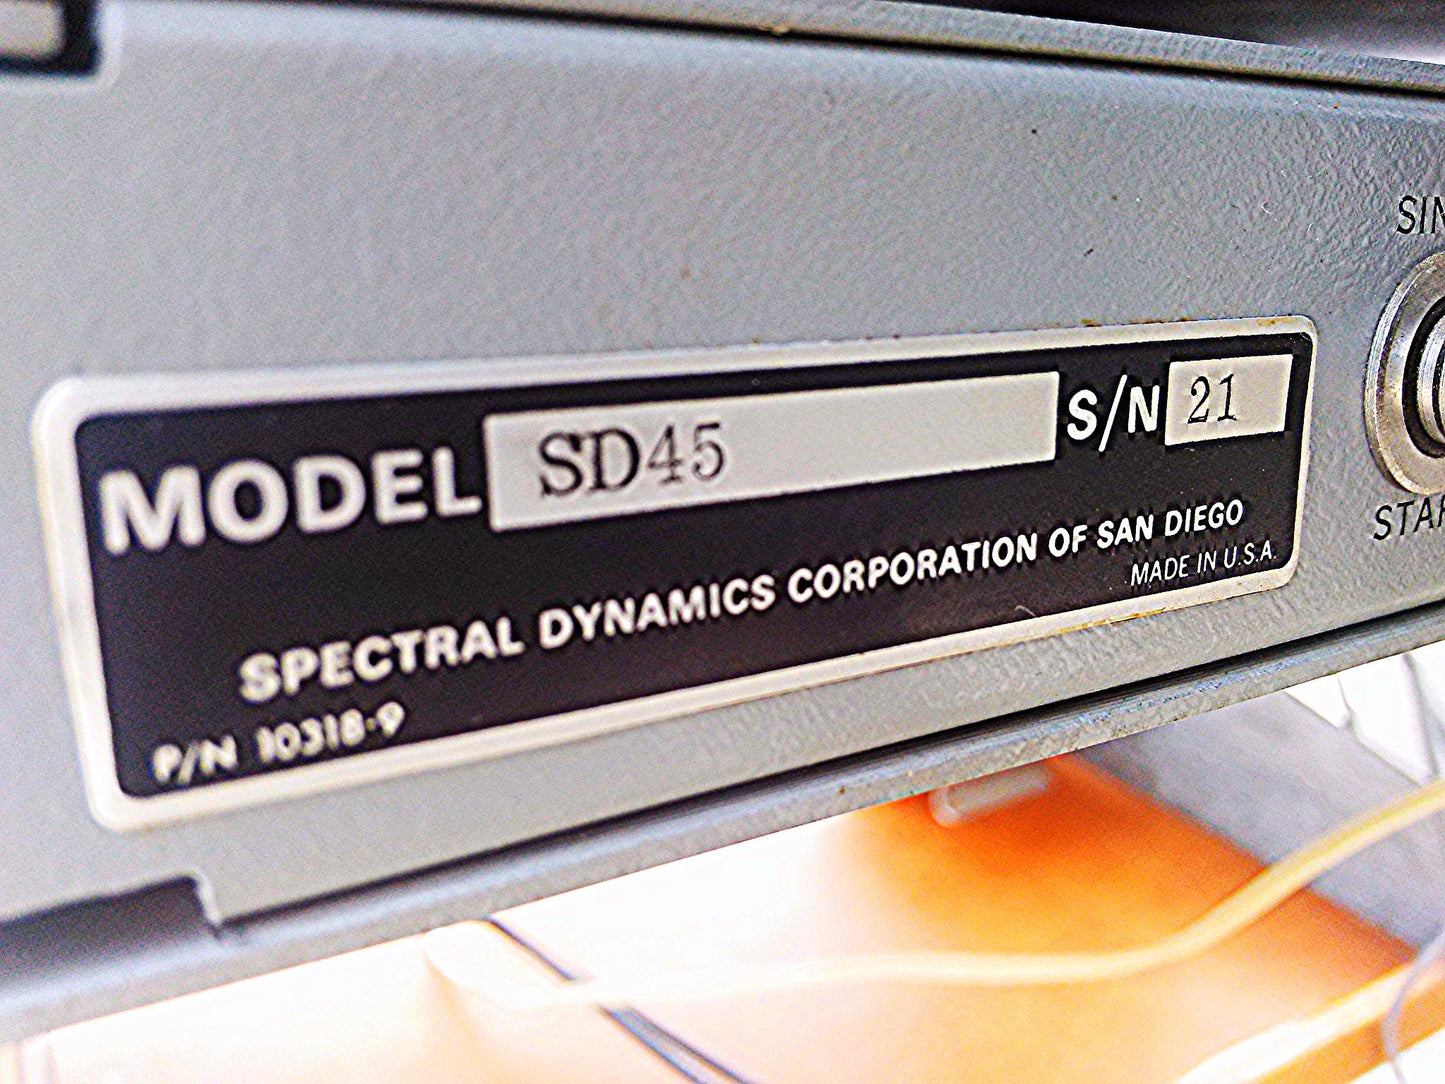 MODEL SD45 S/N 21
SPECTRAL DYNAMICS CORPORATION OF SAN DIEGO
MADE IN U.S.A.
P/N 10318-9